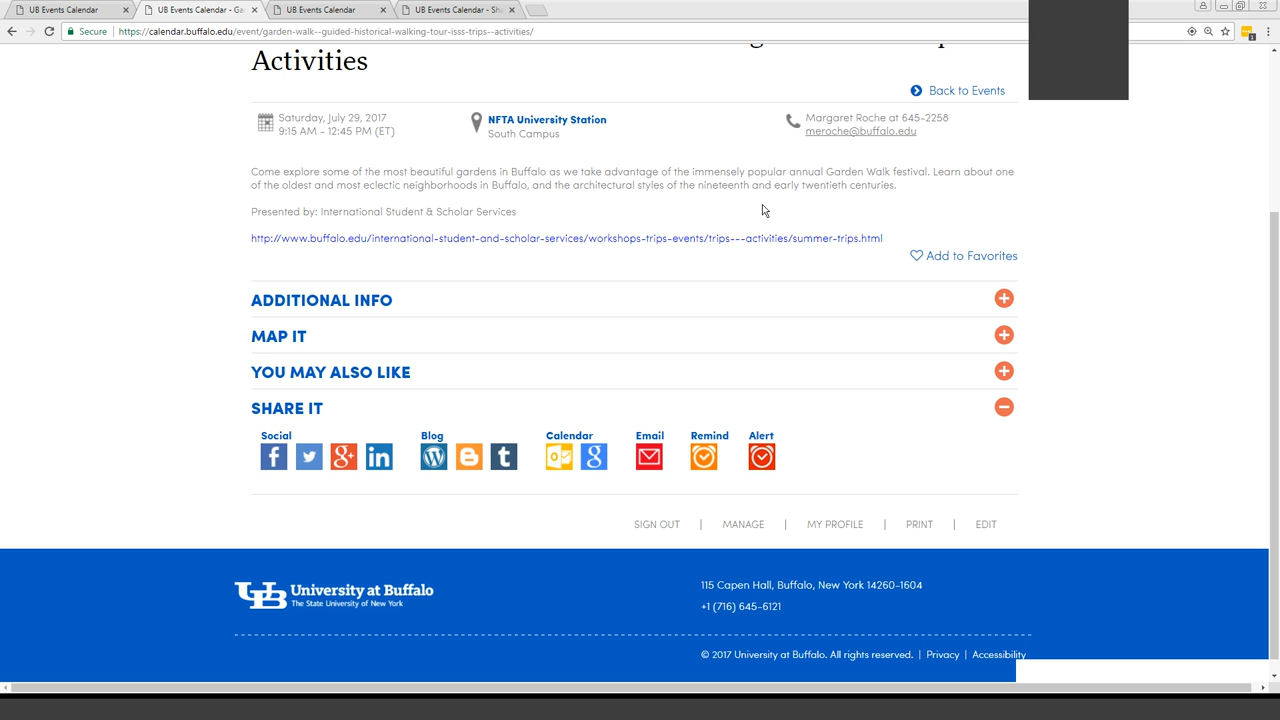 UB Events Calendar
UB Events Calendar - Ga
UB Events Calendar
UB Events Calendar - Sha
Secure
https://calendar.buffalo.edu/event/garden-walk--guided-historical-walking-tour-isss-trips--activities/
Activities
Back to Events
Saturday, July 29, 2017
9:15 AM - 12:45 PM (ET)
NFTA University Station
South Campus
Margaret Roche at 645-2258
meroche@buffalo.edu
Come explore some of the most beautiful gardens in Buffalo as we take advantage of the immensely popular annual Garden Walk festival. Learn about one
of the oldest and most eclectic neighborhoods in Buffalo, and the architectural styles of the nineteenth and early twentieth centuries.
Presented by: International Student & Scholar Services
http://www.buffalo.edu/international-student-and-scholar-services/workshops-trips-events/trips---activities/summer-trips.html
Add to Favorites
ADDITIONAL INFO
MAP IT
YOU MAY ALSO LIKE
SHARE IT
Social Blog Calendar Email Remind Alert
SIGN OUT | MANAGE | MY PROFILE | PRINT | EDIT
UB University at Buffalo
The State University of New York
115 Capen Hall, Buffalo, New York 14260-1604
+1 (716) 645-6121
© 2017 University at Buffalo. All rights reserved. | Privacy | Accessibility